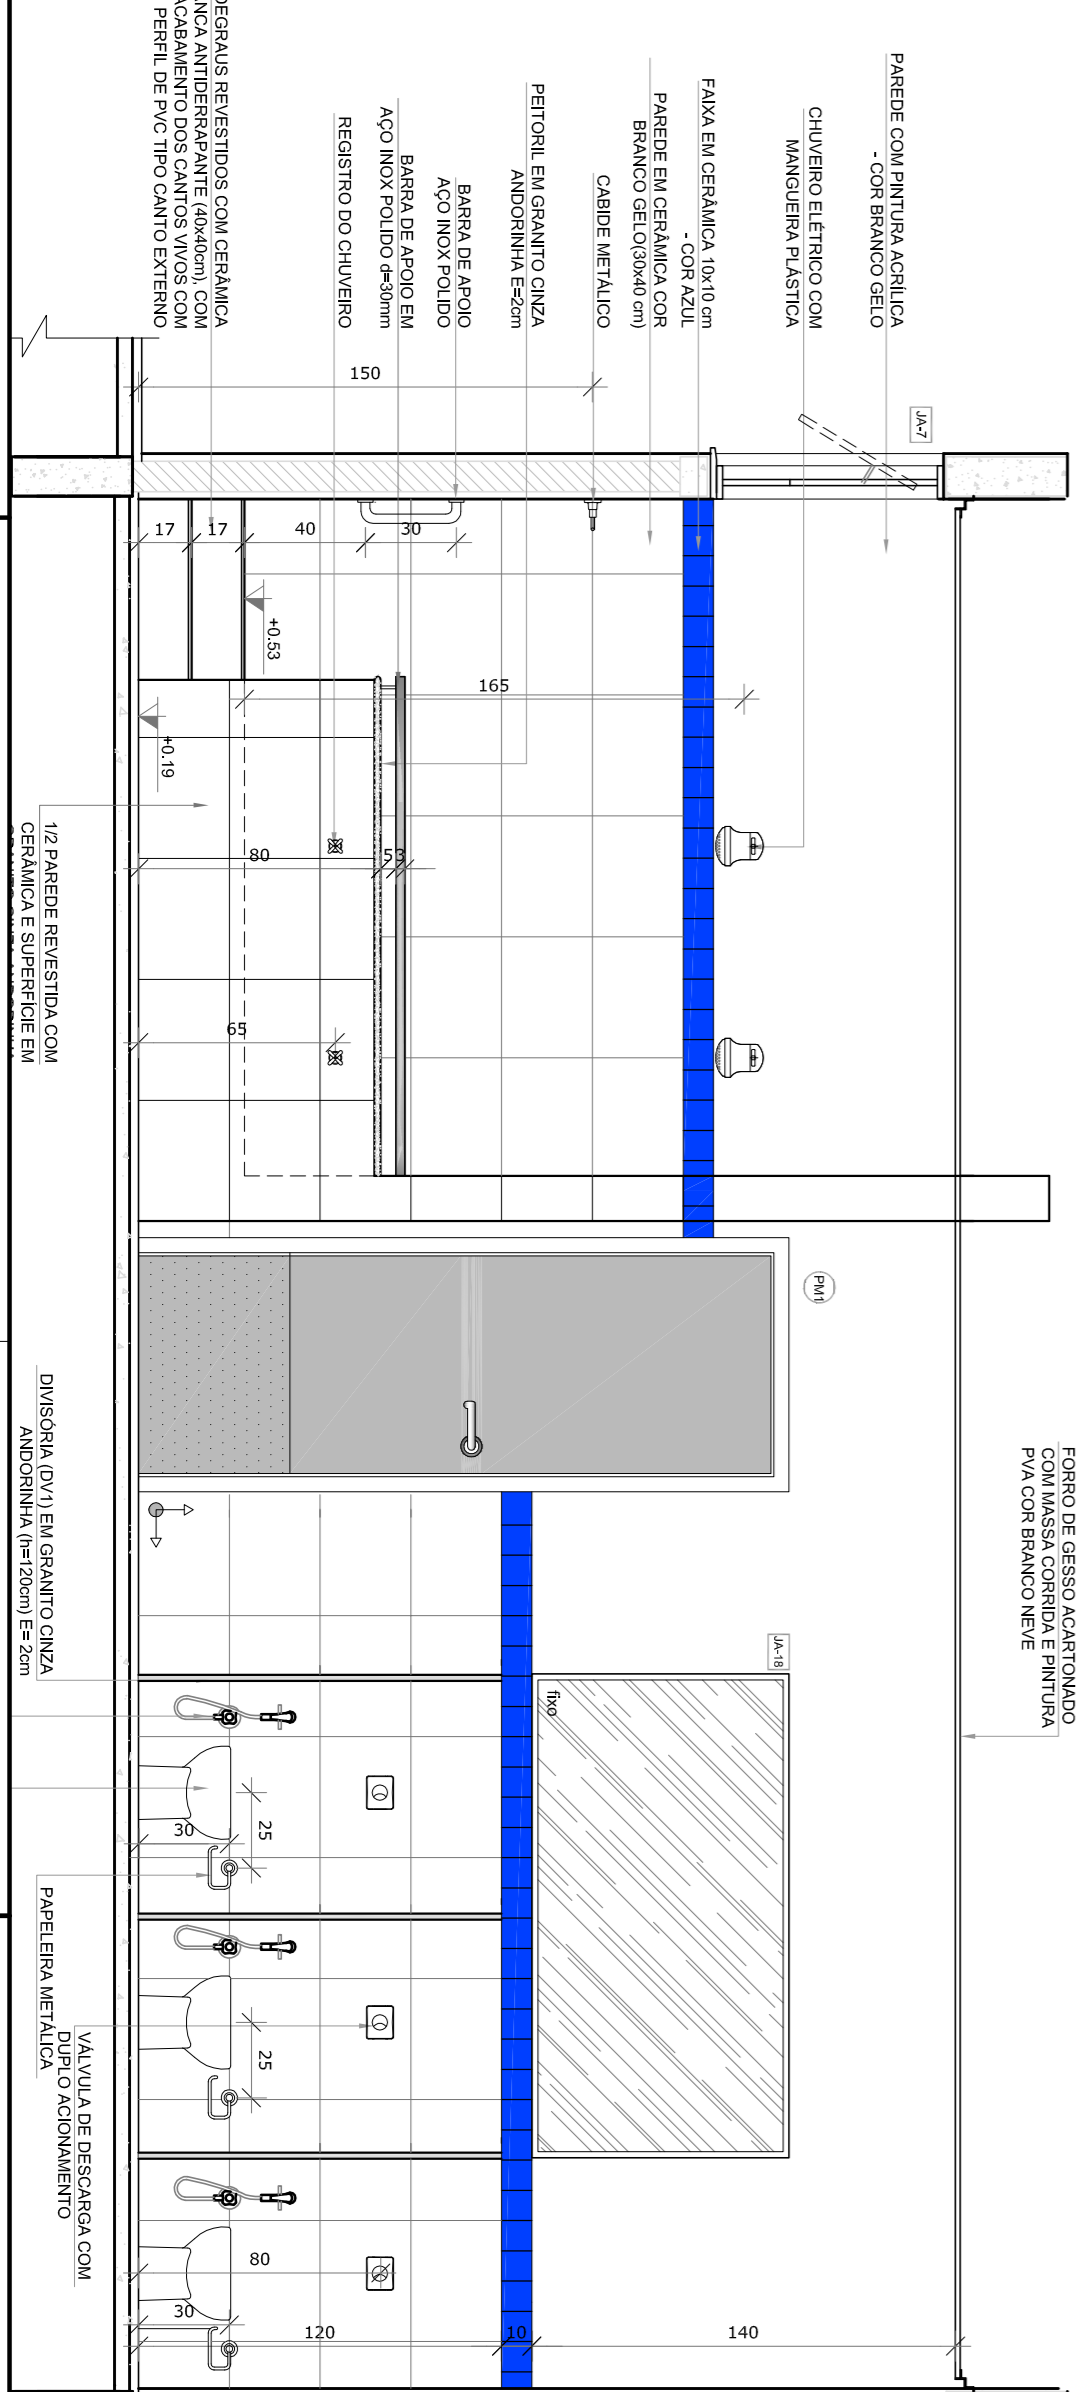 FORRO DE GESSO ACARTONADO
COM MASSA CORRIDA E PINTURA
PVA COR BRANCO NEVE
PAREDE COM PINTURA ACRÍLICA
- COR BRANCO GELO
CHUVEIRO ELÉTRICO COM
MANGUEIRA PLÁSTICA
FAIXA EM CERÂMICA 10x10 cm
- COR AZUL
PAREDE EM CERÂMICA COR
BRANCO GELO(30x40 cm)
CABIDE METÁLICO
PEITORIL EM GRANITO CINZA
ANDORINHA E=2cm
BARRA DE APOIO
AÇO INOX POLIDO
BARRA DE APOIO EM
AÇO INOX POLIDO d=30mm
REGISTRO DO CHUVEIRO
DEGRAUS REVESTIDOS COM CERÂMICA
ANTIDERRAPANTE (40x40cm), COM
ACABAMENTO DOS CANTOS VIVOS COM
PERFIL DE PVC TIPO CANTO EXTERNO
JA-7
150
17
17
40
30
+0.53
+0.19
165
80
5
3
65
PM1
JA-18
fixo
25
30
25
80
30
120
10
140
1/2 PAREDE REVESTIDA COM
CERÂMICA E SUPERFÍCIE EM
DIVISÓRIA (DV1) EM GRANITO CINZA
ANDORINHA (h=120cm) E= 2cm
PAPELEIRA METÁLICA
VÁLVULA DE DESCARGA COM
DUPLO ACIONAMENTO